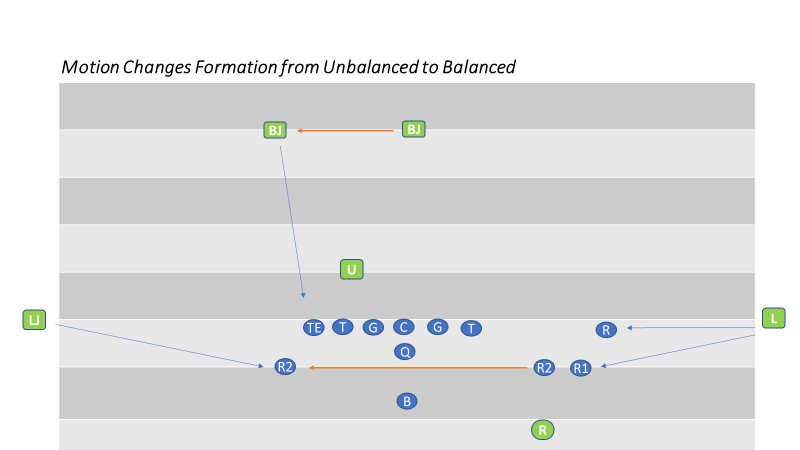 Motion Changes Formation from Unbalanced to Balanced
BJ BJ
U
LJ L
TE T G C G T R
Q
R2 R2 R1
B
R